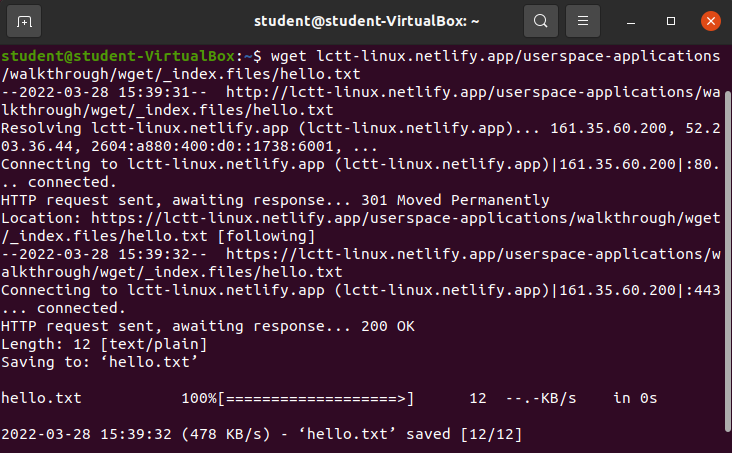 student@student-VirtualBox: ~
student@student-VirtualBox:~$ wget lctt-linux.netlify.app/userspace-applications
/walkthrough/wget/_index.files/hello.txt
--2022-03-28 15:39:31--  http://lctt-linux.netlify.app/userspace-applications/wa
lkthrough/wget/_index.files/hello.txt
Resolving lctt-linux.netlify.app (lctt-linux.netlify.app)... 161.35.60.200, 52.2
03.36.44, 2604:a880:400:d0::1738:6001, ...
Connecting to lctt-linux.netlify.app (lctt-linux.netlify.app)|161.35.60.200|:80.
.. connected.
HTTP request sent, awaiting response... 301 Moved Permanently
Location: https://lctt-linux.netlify.app/userspace-applications/walkthrough/wget
/_index.files/hello.txt [following]
--2022-03-28 15:39:32--  https://lctt-linux.netlify.app/userspace-applications/w
alkthrough/wget/_index.files/hello.txt
Connecting to lctt-linux.netlify.app (lctt-linux.netlify.app)|161.35.60.200|:443
... connected.
HTTP request sent, awaiting response... 200 OK
Length: 12 [text/plain]
Saving to: ‘hello.txt’
hello.txt           100%[===================>]      12  --.-KB/s    in 0s
2022-03-28 15:39:32 (478 KB/s) - ‘hello.txt’ saved [12/12]